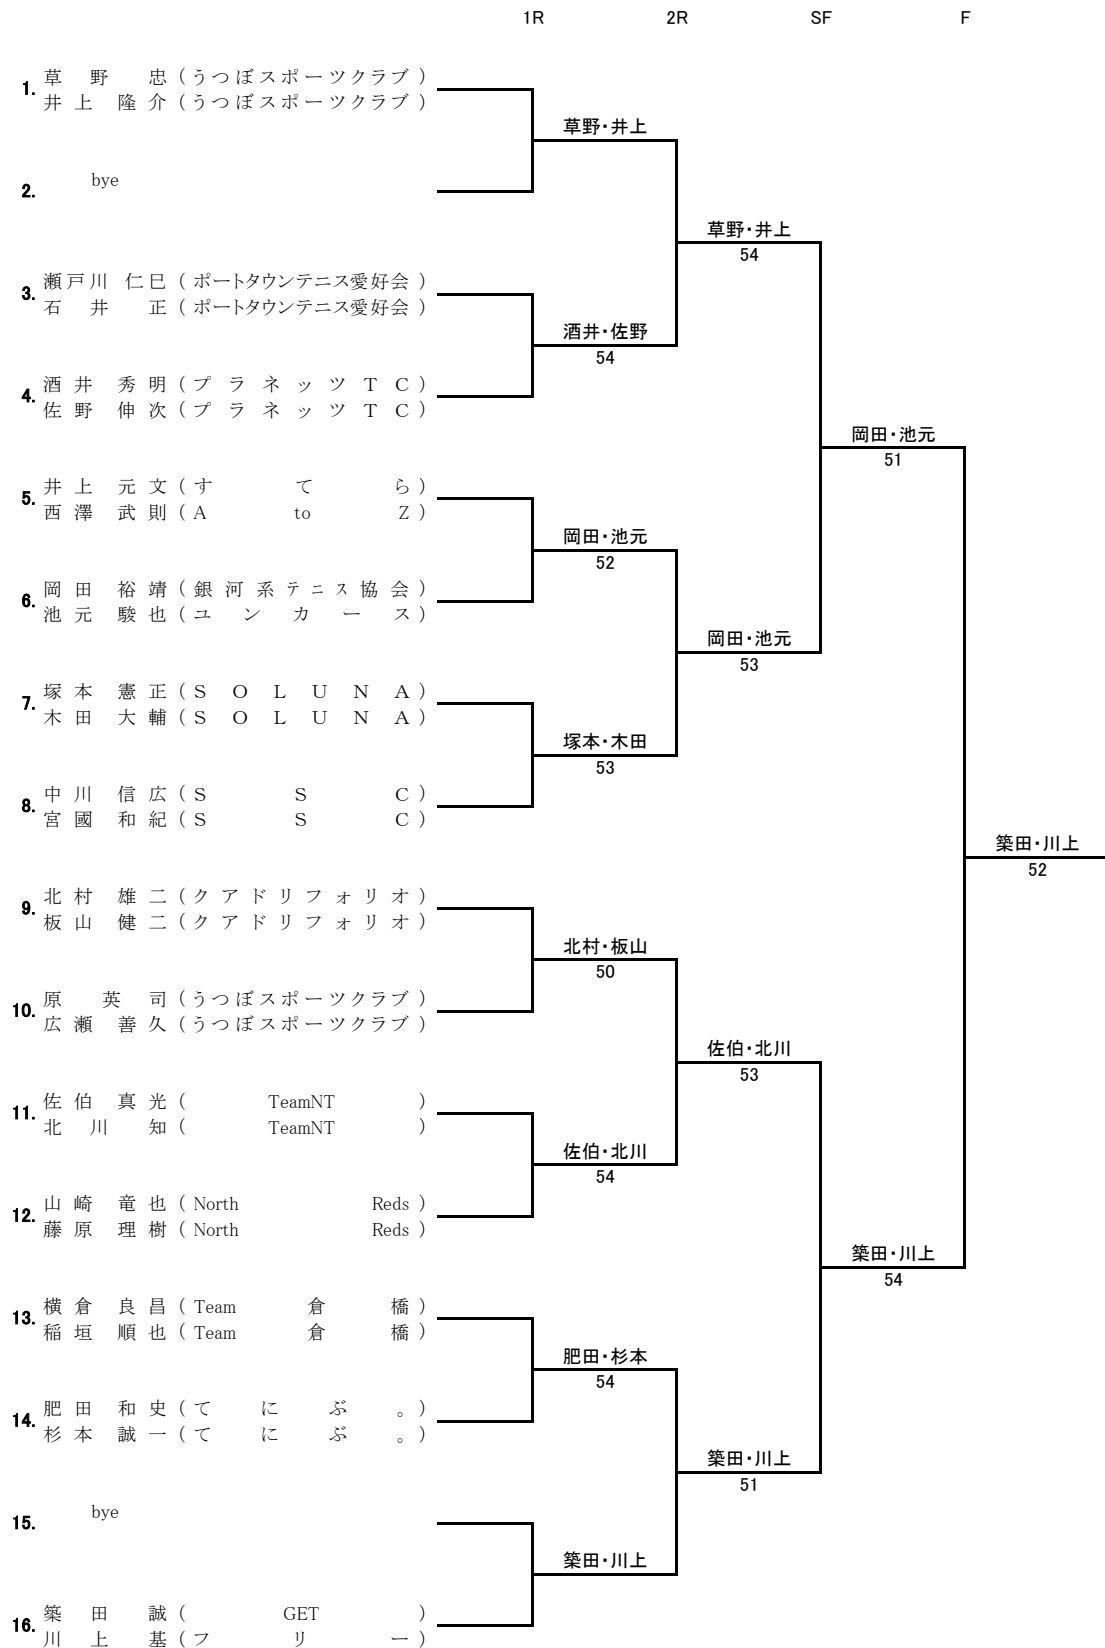 1R 2R SF F
1. 草野 忠 (うつぼスポーツクラブ)
井上 隆介 (うつぼスポーツクラブ)
草野・井上
2. bye
草野・井上
54
3. 瀬戸川 仁巳 (ポートタウンテニス愛好会)
石井 正 (ポートタウンテニス愛好会)
酒井・佐野
54
4. 酒井 秀明 (プラネッツTC)
佐野 伸次 (プラネッツTC)
岡田・池元
51
5. 井上 元文 (すてら)
西澤 武則 (A to Z)
岡田・池元
52
6. 岡田 裕靖 (銀河系テニス協会)
池元 駿也 (ユンカース)
岡田・池元
53
7. 塚本 憲正 (SOLUNA)
木田 大輔 (SOLUNA)
塚本・木田
53
8. 中川 信広 (SSC)
宮國 和紀 (SSC)
築田・川上
52
9. 北村 雄二 (クアドリフォリオ)
板山 健二 (クアドリフォリオ)
北村・板山
50
10. 原 英司 (うつぼスポーツクラブ)
広瀬 善久 (うつぼスポーツクラブ)
佐伯・北川
53
11. 佐伯 真光 (TeamNT)
北川 知 (TeamNT)
佐伯・北川
54
12. 山崎 竜也 (North Reds)
藤原 理樹 (North Reds)
築田・川上
54
13. 横倉 良昌 (Team 倉橋)
稲垣 順也 (Team 倉橋)
肥田・杉本
54
14. 肥田 和史 (てにぶ。)
杉本 誠一 (てにぶ。)
築田・川上
51
15. bye
築田・川上
16. 築田 誠 (GET)
川上 基 (フリー)